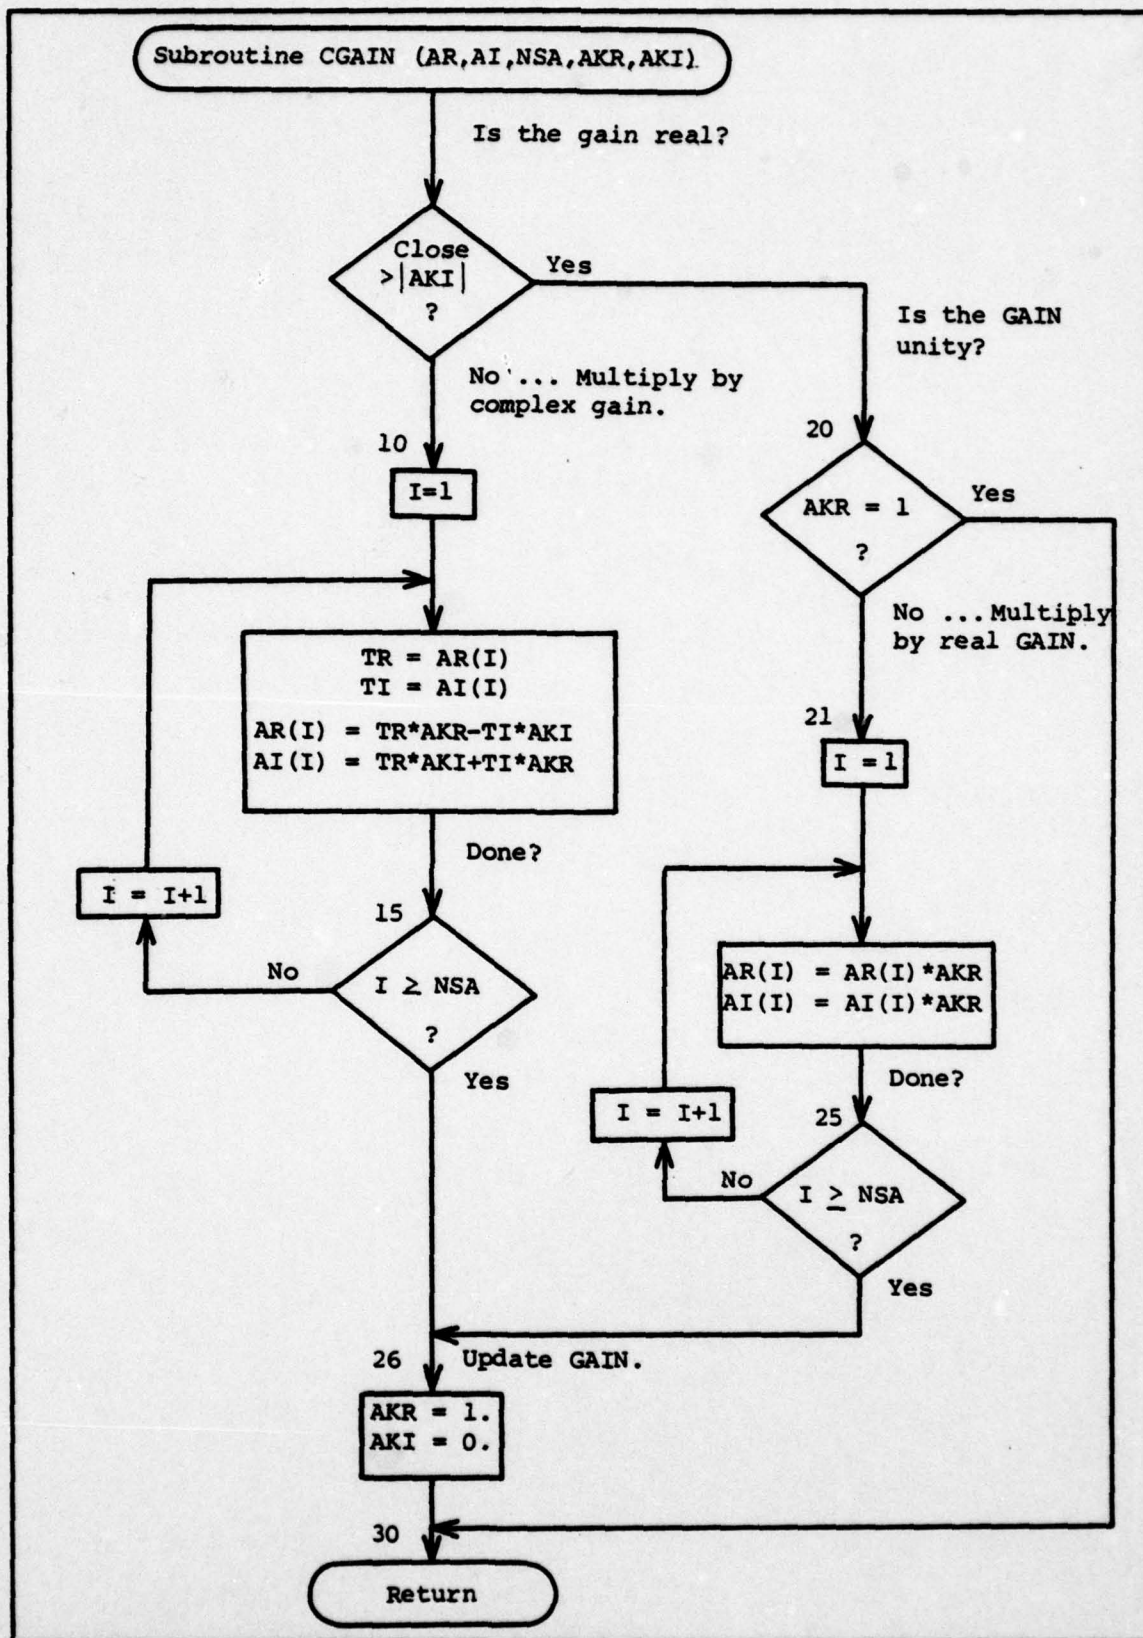 Subroutine CGAIN (AR,AI,NSA,AKR,AKI)
Is the gain real?
Close
>|AKI|
?
Yes
Is the GAIN
unity?
No ... Multiply by
complex gain.
10
I=1
20
AKR = 1
?
Yes
No ...Multiply
by real GAIN.
TR = AR(I)
TI = AI(I)
AR(I) = TR*AKR-TI*AKI
AI(I) = TR*AKI+TI*AKR
21
I = 1
Done?
I = I+1
15
No
I ≥ NSA
?
Yes
AR(I) = AR(I)*AKR
AI(I) = AI(I)*AKR
Done?
I = I+1
25
No
I ≥ NSA
?
Yes
26
Update GAIN.
AKR = 1.
AKI = 0.
30
Return